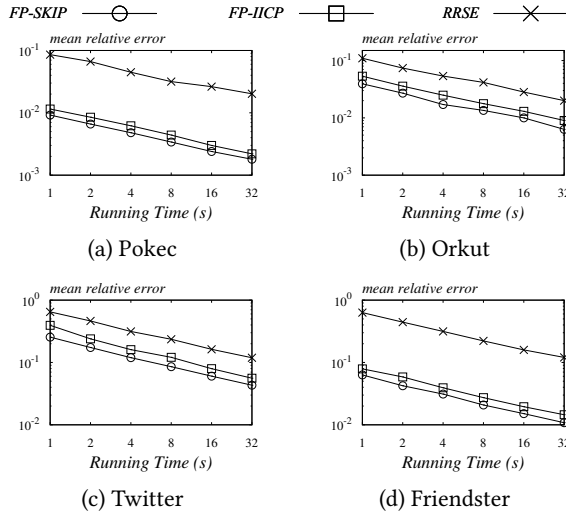 FP-SKIP FP-IICP RRSE
mean relative error
10^-1
10^-2
10^-3
1 2 4 8 16 32
Running Time (s)
(a) Pokec
mean relative error
10^-1
10^-2
10^-3
1 2 4 8 16 32
Running Time (s)
(b) Orkut
mean relative error
10^0
10^-1
10^-2
1 2 4 8 16 32
Running Time (s)
(c) Twitter
mean relative error
10^0
10^-1
10^-2
1 2 4 8 16 32
Running Time (s)
(d) Friendster